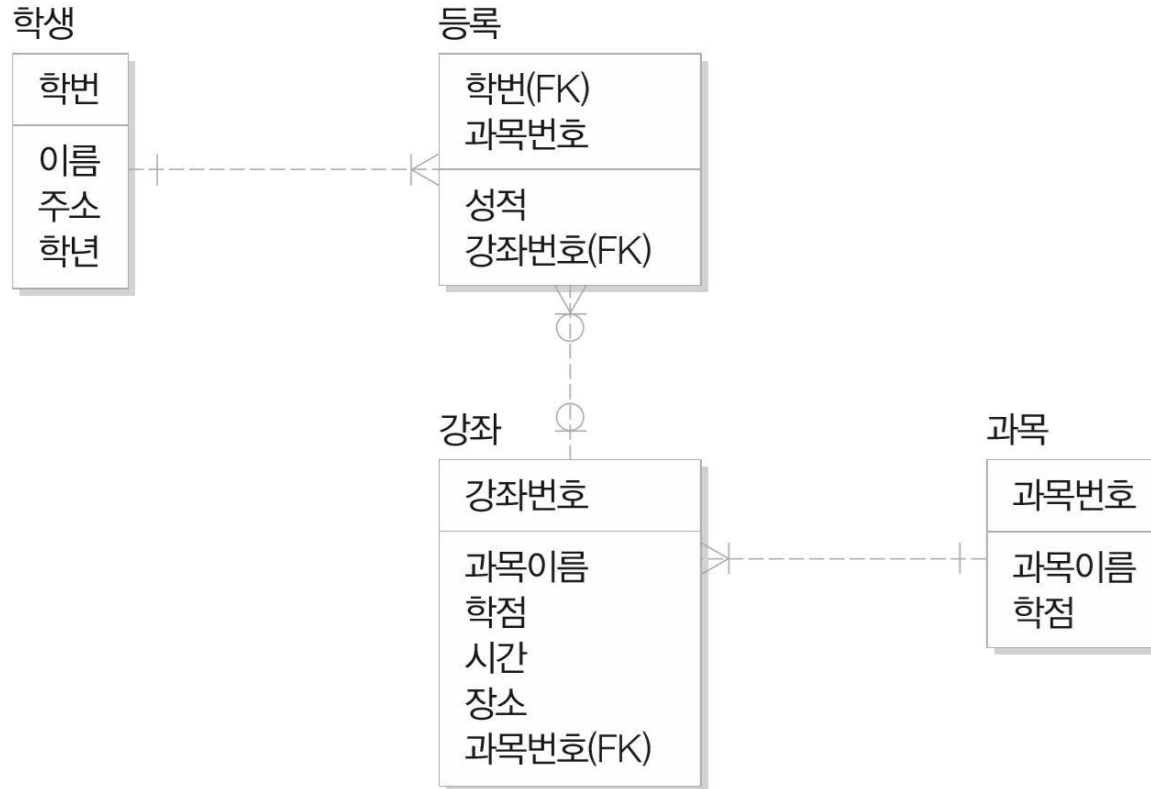 학생
학번
이름
주소
학년
등록
학번(FK)
과목번호
성적
강좌번호(FK)
강좌
강좌번호
과목이름
학점
시간
장소
과목번호(FK)
과목
과목번호
과목이름
학점